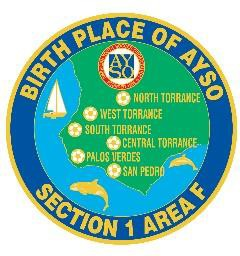 BIRTH PLACE OF AYSO
AYSO
NORTH TORRANCE
WEST TORRANCE
SOUTH TORRANCE
CENTRAL TORRANCE
PALOS VERDES
SAN PEDRO
SECTION 1 AREA F